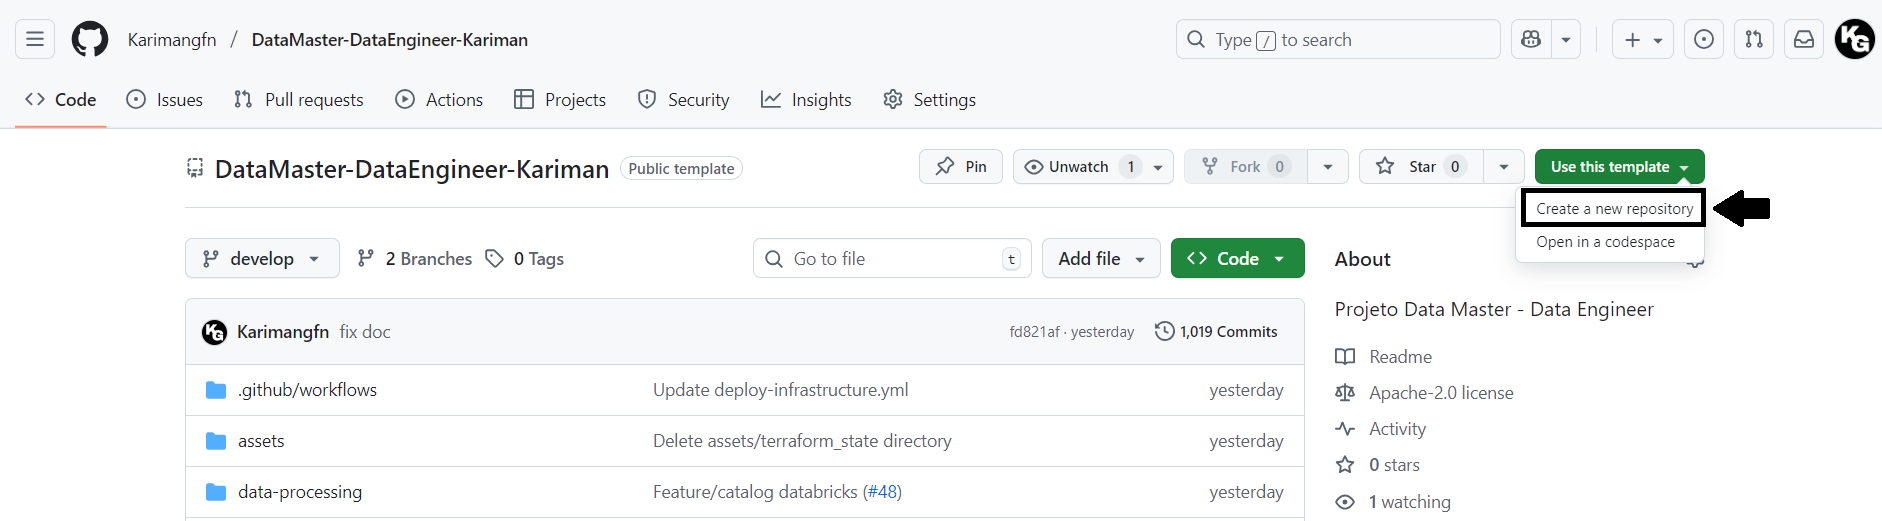 Karimangfn / DataMaster-DataEngineer-Kariman
Type / to search
KG
Code
Issues
Pull requests
Actions
Projects
Security
Insights
Settings
DataMaster-DataEngineer-Kariman
Public template
Pin
Unwatch 1
Fork 0
Star 0
Use this template
Create a new repository
Open in a codespace
develop
2 Branches
0 Tags
Go to file
t
Add file
Code
About
Projeto Data Master - Data Engineer
KG
Karimangfn fix doc
fd821af · yesterday
1,019 Commits
.github/workflows
Update deploy-infrastructure.yml
yesterday
assets
Delete assets/terraform_state directory
yesterday
data-processing
Feature/catalog databricks (#48)
yesterday
Readme
Apache-2.0 license
Activity
0 stars
1 watching